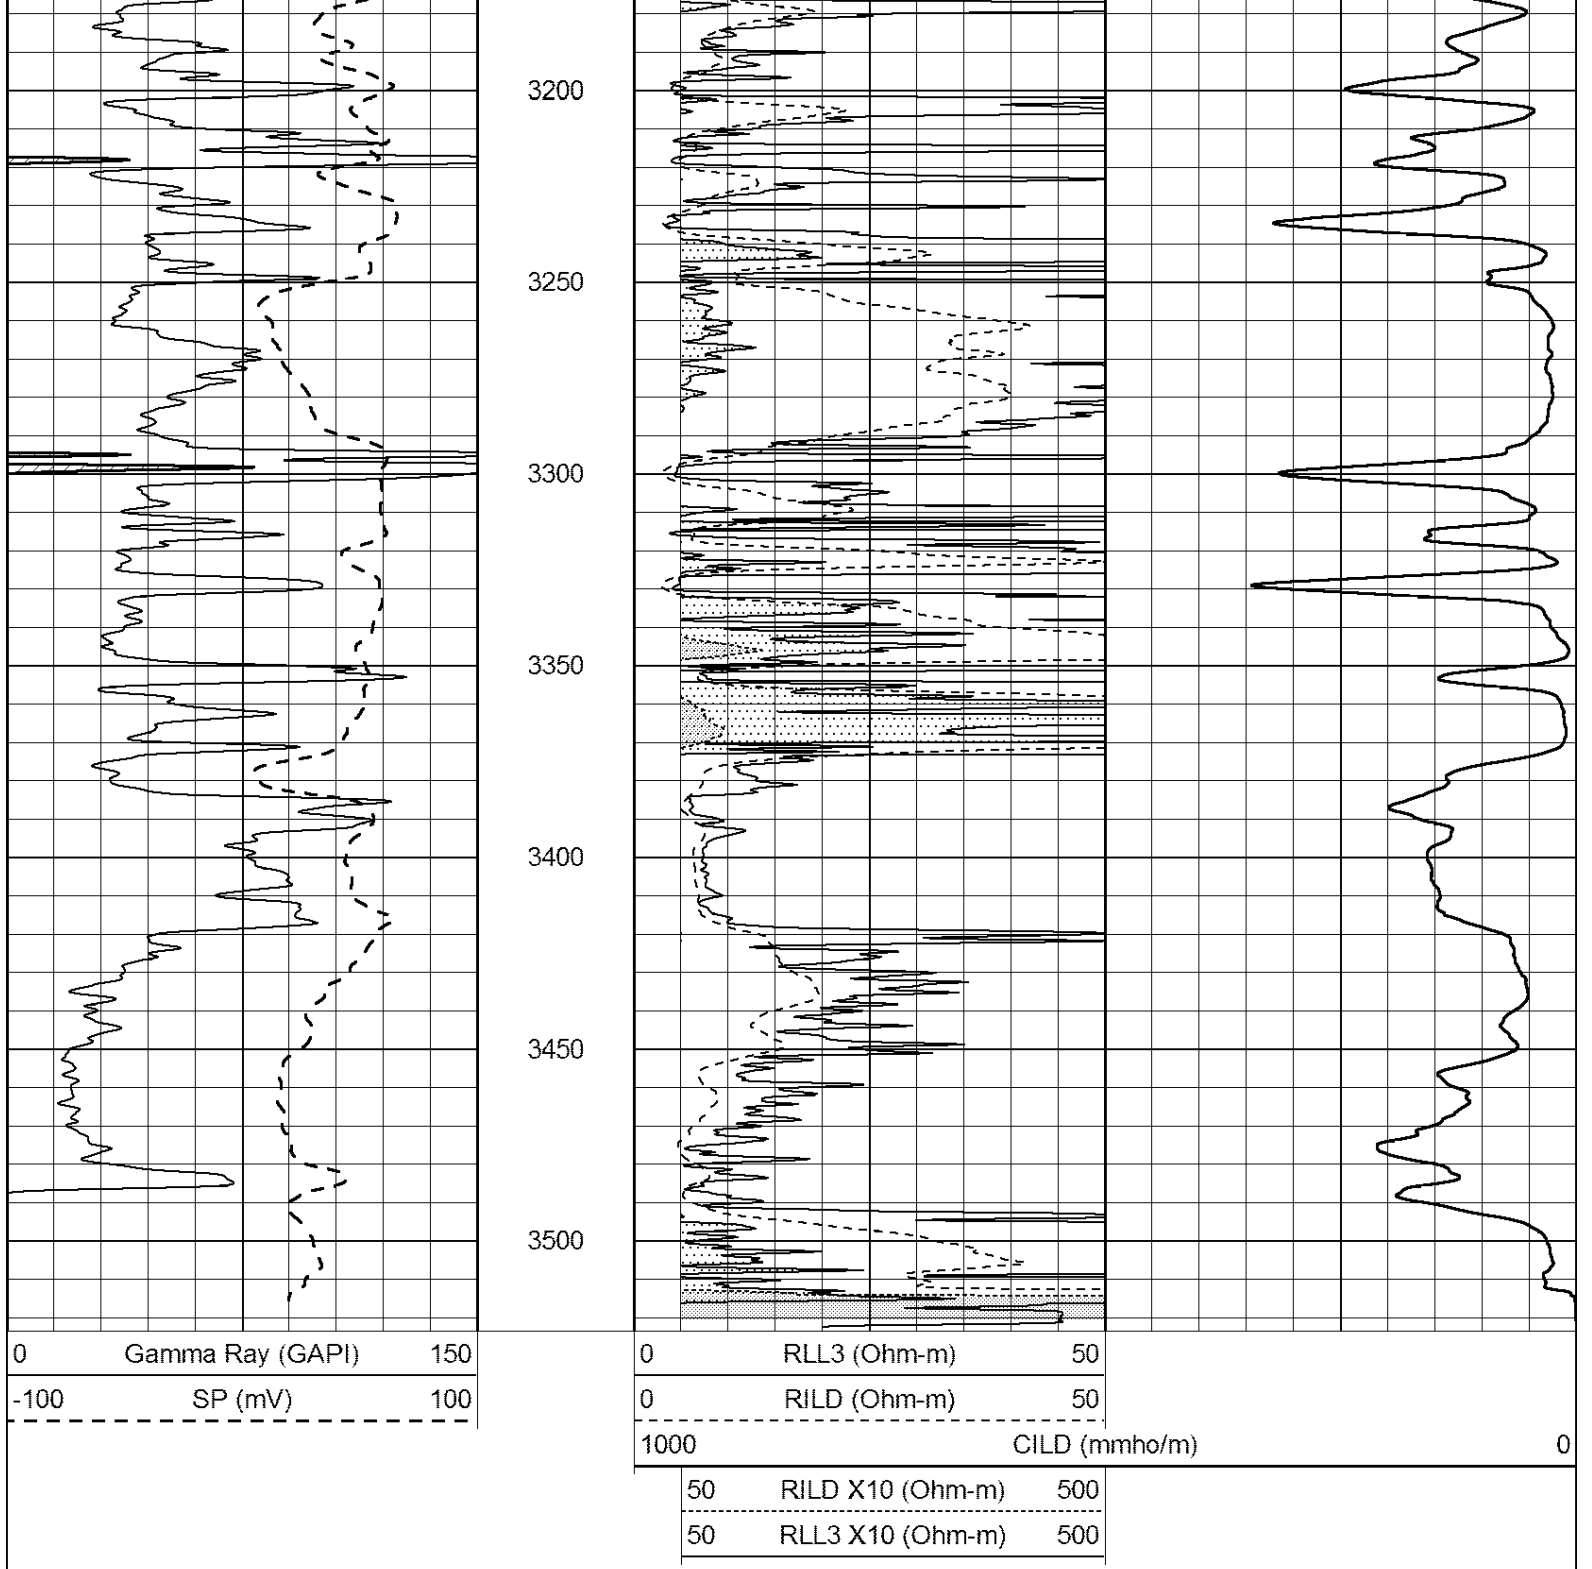 3200
3250
3300
3350
3400
3450
3500
0 Gamma Ray (GAPI) 150
-100 SP (mV) 100
0 RLL3 (Ohm-m) 50
0 RILD (Ohm-m) 50
1000 CILD (mmho/m) 0
50 RILD X10 (Ohm-m) 500
50 RLL3 X10 (Ohm-m) 500